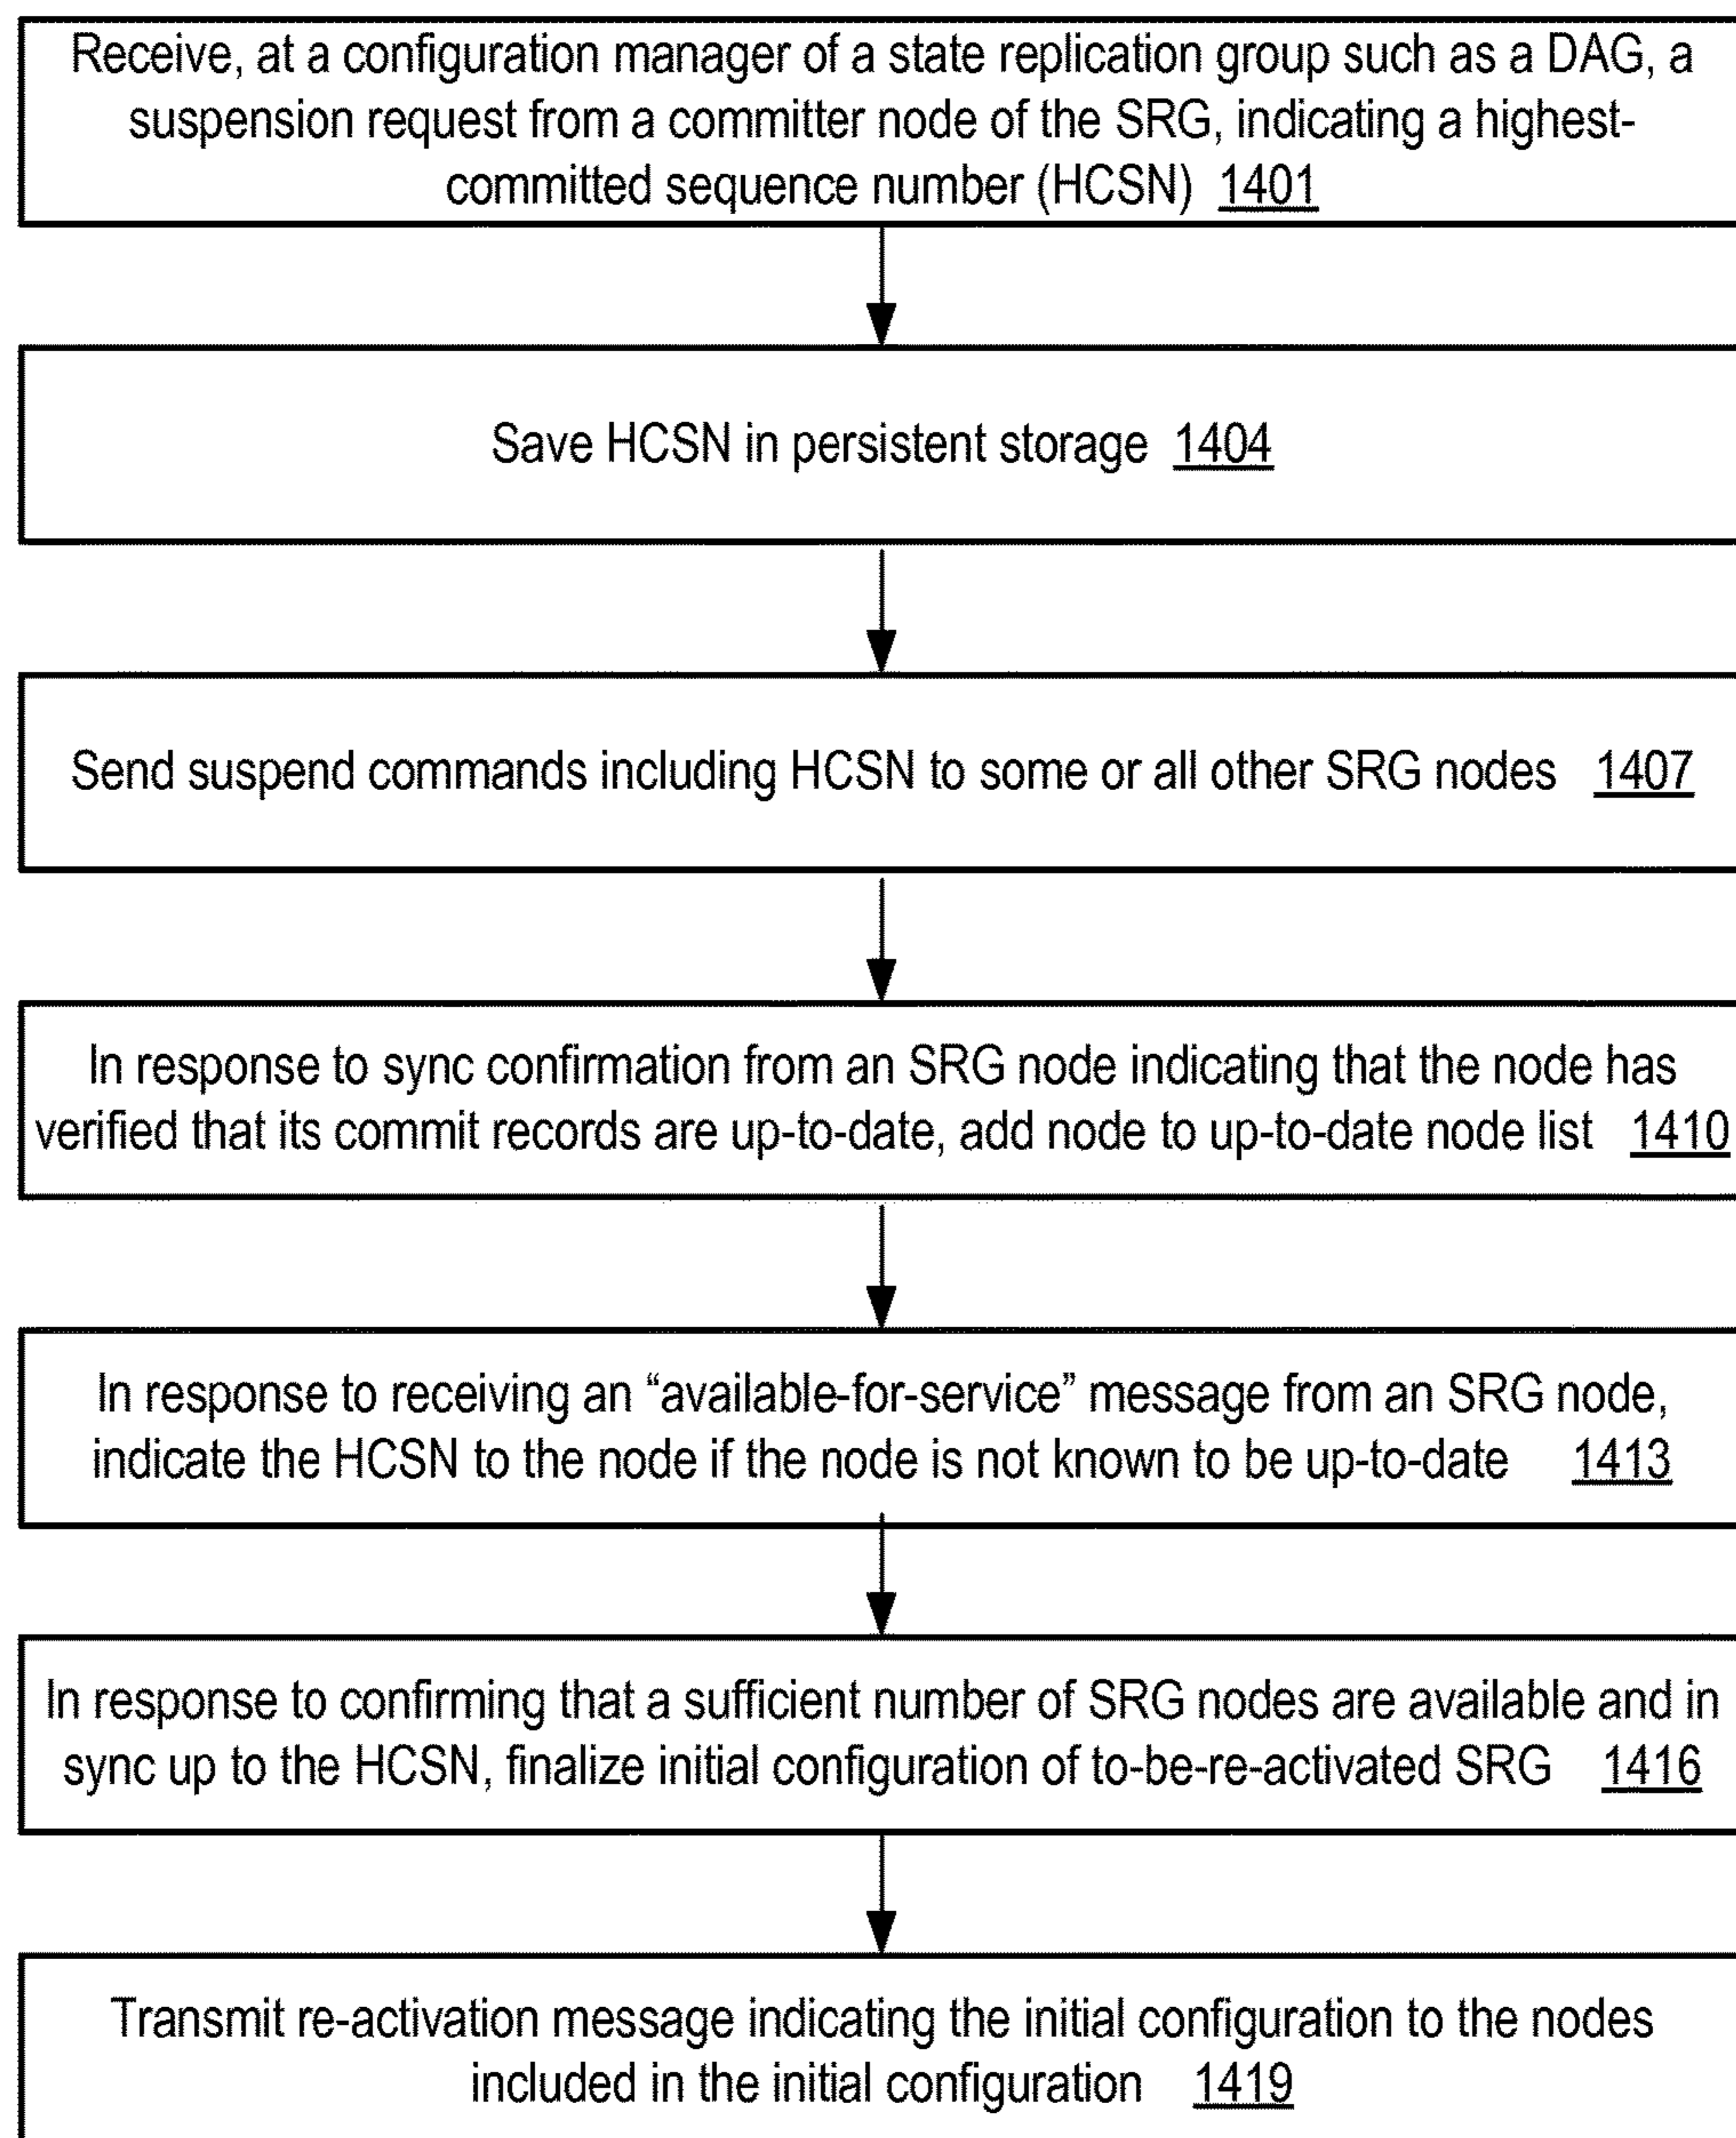 Receive, at a configuration manager of a state replication group such as a DAG, a
suspension request from a committer node of the SRG, indicating a highest-
committed sequence number (HCSN) 1401
Save HCSN in persistent storage 1404
Send suspend commands including HCSN to some or all other SRG nodes 1407
In response to sync confirmation from an SRG node indicating that the node has
verified that its commit records are up-to-date, add node to up-to-date node list 1410
In response to receiving an “available-for-service” message from an SRG node,
indicate the HCSN to the node if the node is not known to be up-to-date 1413
In response to confirming that a sufficient number of SRG nodes are available and in
sync up to the HCSN, finalize initial configuration of to-be-re-activated SRG 1416
Transmit re-activation message indicating the initial configuration to the nodes
included in the initial configuration 1419